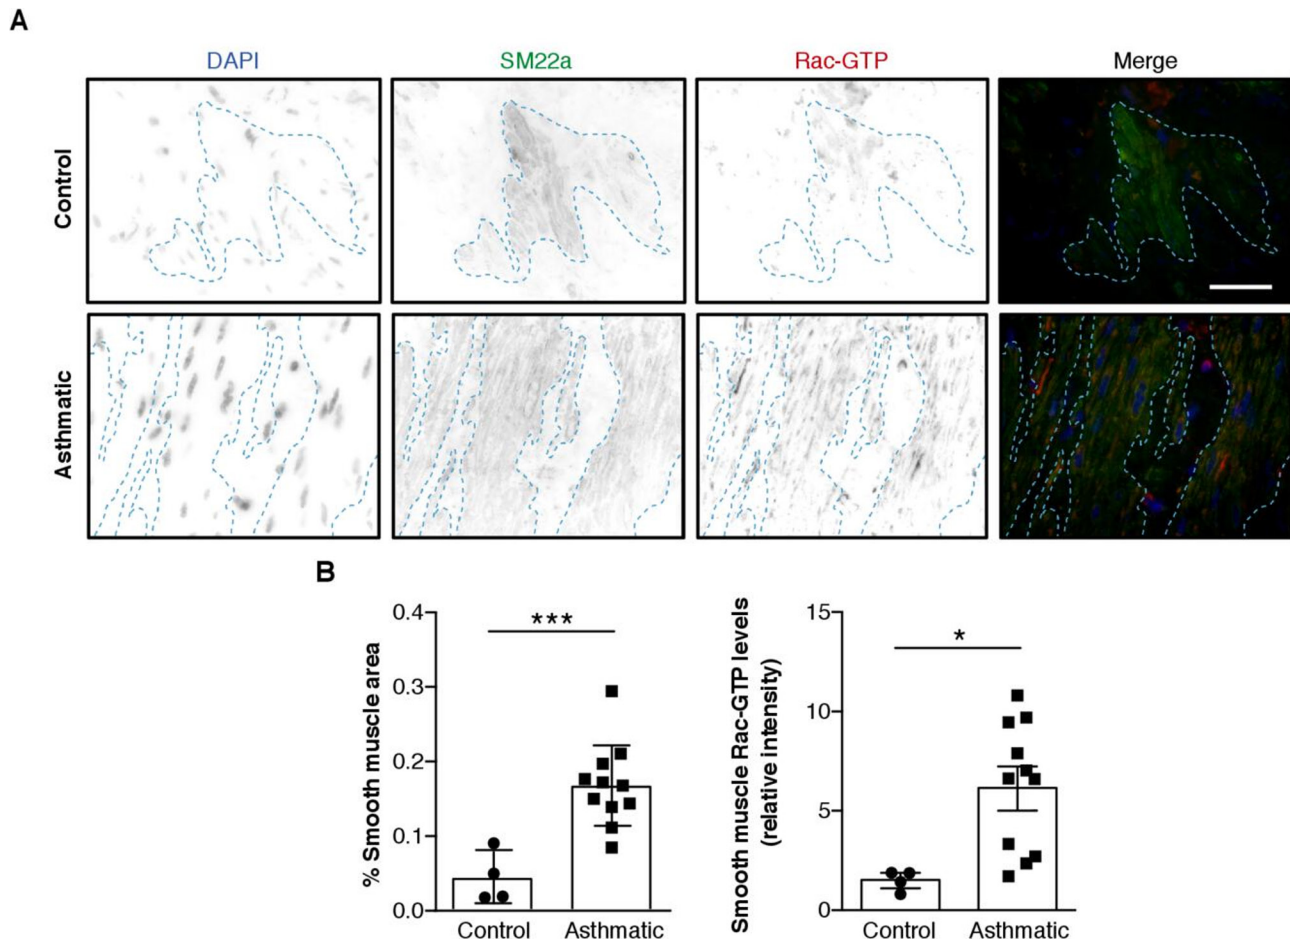 A
DAPI
SM22a
Rac-GTP
Merge
Control
Asthmatic
B
% Smooth muscle area
0.4
0.3
0.2
0.1
0.0
***
Control
Asthmatic
Smooth muscle Rac-GTP levels
(relative intensity)
15
10
5
0
*
Control
Asthmatic